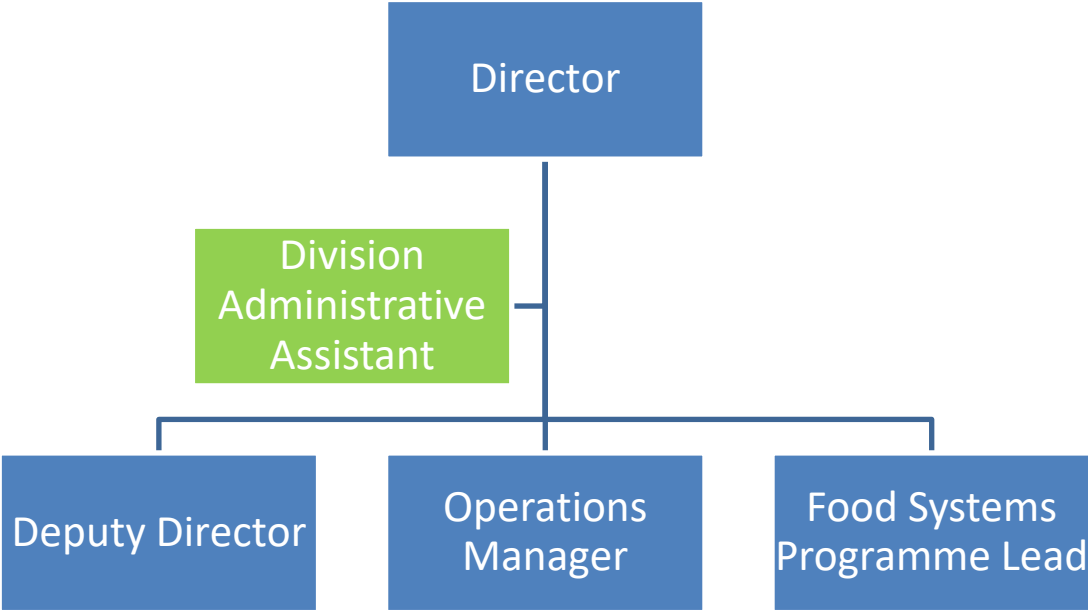 Director
Division
Administrative
Assistant
Deputy Director
Operations
Manager
Food Systems
Programme Lead